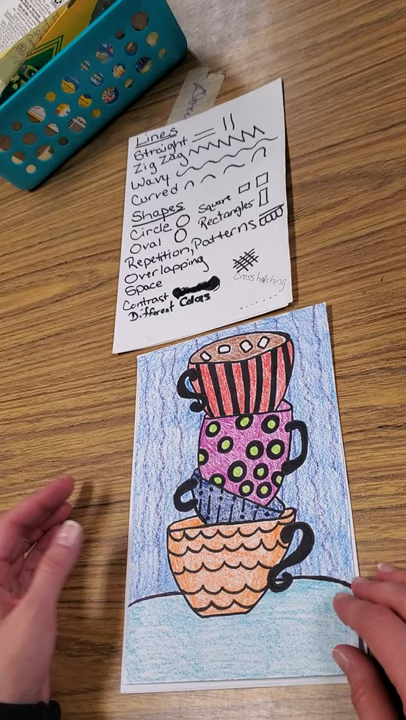 Lines
Straight
Zig Zag
Wavy
Curved
Shapes
Circle Square
Oval Rectangles
Repetition, Patterns
Overlapping
Space Crosshatching
Contrast
Different Colors